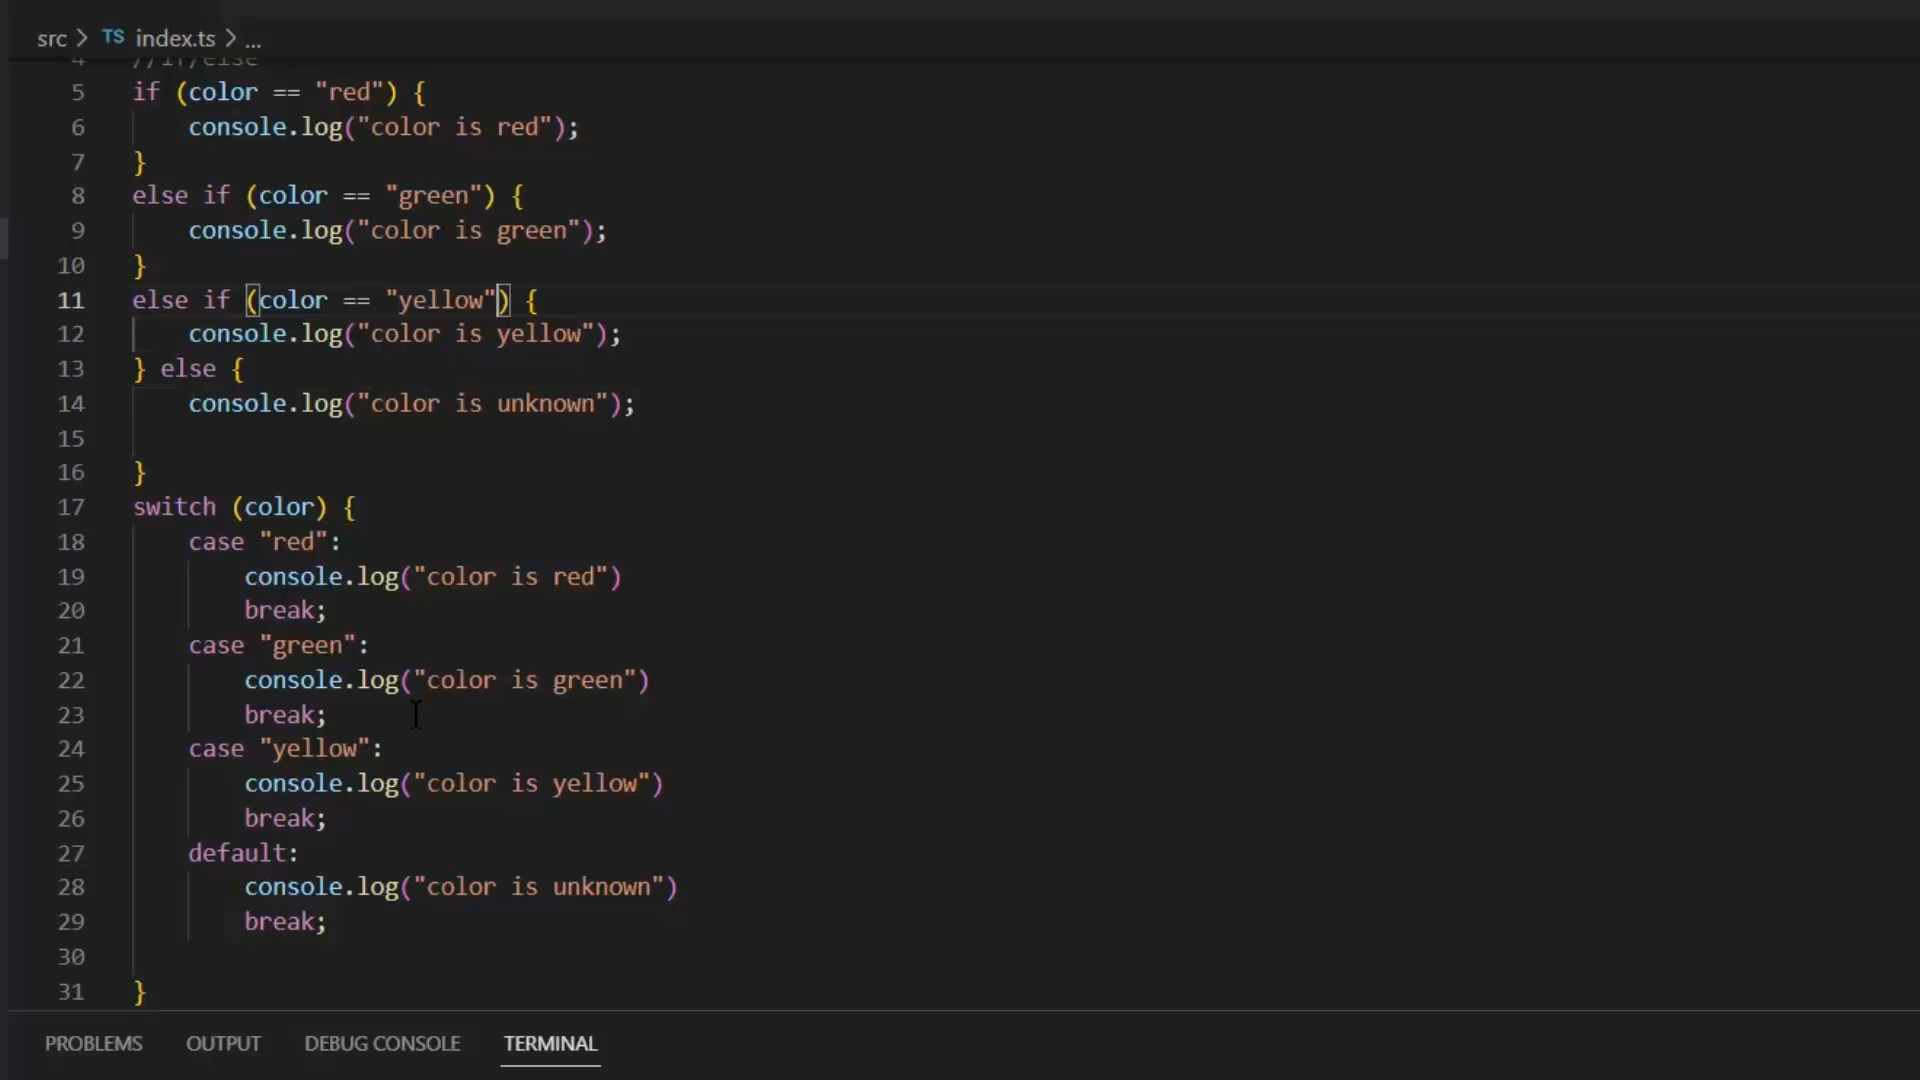 src > TS index.ts > ...
4 //if/else
5 if (color == "red") {
6 console.log("color is red");
7 }
8 else if (color == "green") {
9 console.log("color is green");
10 }
11 else if (color == "yellow") {
12 console.log("color is yellow");
13 } else {
14 console.log("color is unknown");
15
16 }
17 switch (color) {
18 case "red":
19 console.log("color is red")
20 break;
21 case "green":
22 console.log("color is green")
23 break;
24 case "yellow":
25 console.log("color is yellow")
26 break;
27 default:
28 console.log("color is unknown")
29 break;
30
31 }
PROBLEMS OUTPUT DEBUG CONSOLE TERMINAL